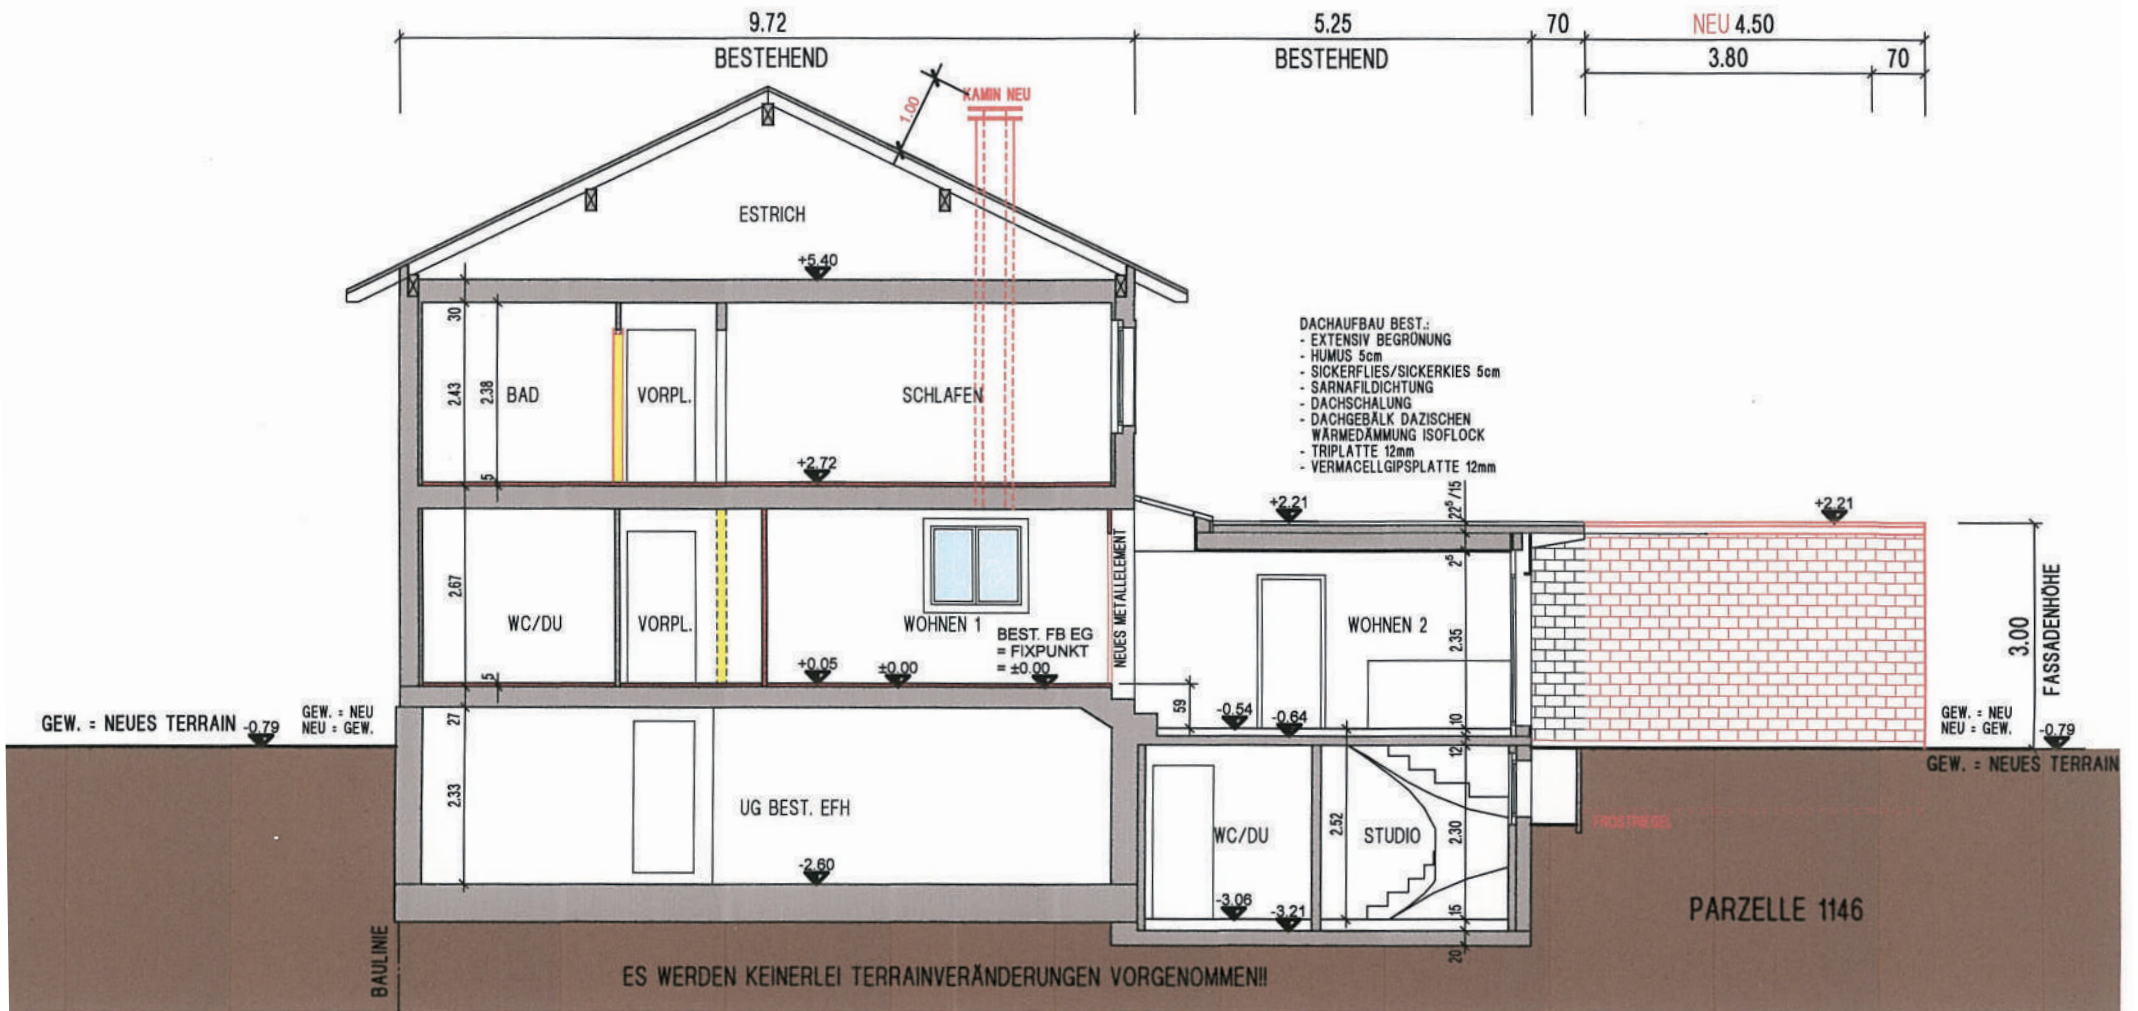 9.72
5.25
70
NEU 4.50
BESTEHEND
BESTEHEND
3.80
70
1.00
KAMIN NEU
ESTRICH
+5.40
30
2.43
2.38
5
BAD
VORPL.
SCHLAFEN
+2.72
DACHAUFBAU BEST.:
- EXTENSIV BEGRÜNUNG
- HUMUS 5cm
- SICKERFLIES/SICKERKIES 5cm
- SARNAFILDICHTUNG
- DACHSCHALUNG
- DACHGEBÄLK DAZISCHEN
WÄRMEDÄMMUNG ISOFLOCK
- TRIPLATTE 12mm
- VERMACELLGIPSPLATTE 12mm
+2.21
22⁵/15
+2.21
2.67
5
WC/DU
VORPL.
WOHNEN 1
BEST. FB EG
= FIXPUNKT
= ±0.00
+0.05
±0.00
NEUES METALLELEMENT
59
WOHNEN 2
2⁵
2.35
10
-0.54
-0.64
3.00
FASSADENHÖHE
GEW. = NEUES TERRAIN -0.79
GEW. = NEU
NEU = GEW.
GEW. = NEU
NEU = GEW.
-0.79
GEW. = NEUES TERRAIN
27
2.33
UG BEST. EFH
-2.60
WC/DU
2.52
STUDIO
12
2.30
15
20
-3.06
-3.21
FROSTRIEGEL
PARZELLE 1146
BAULINIE
ES WERDEN KEINERLEI TERRAINVERÄNDERUNGEN VORGENOMMEN!!